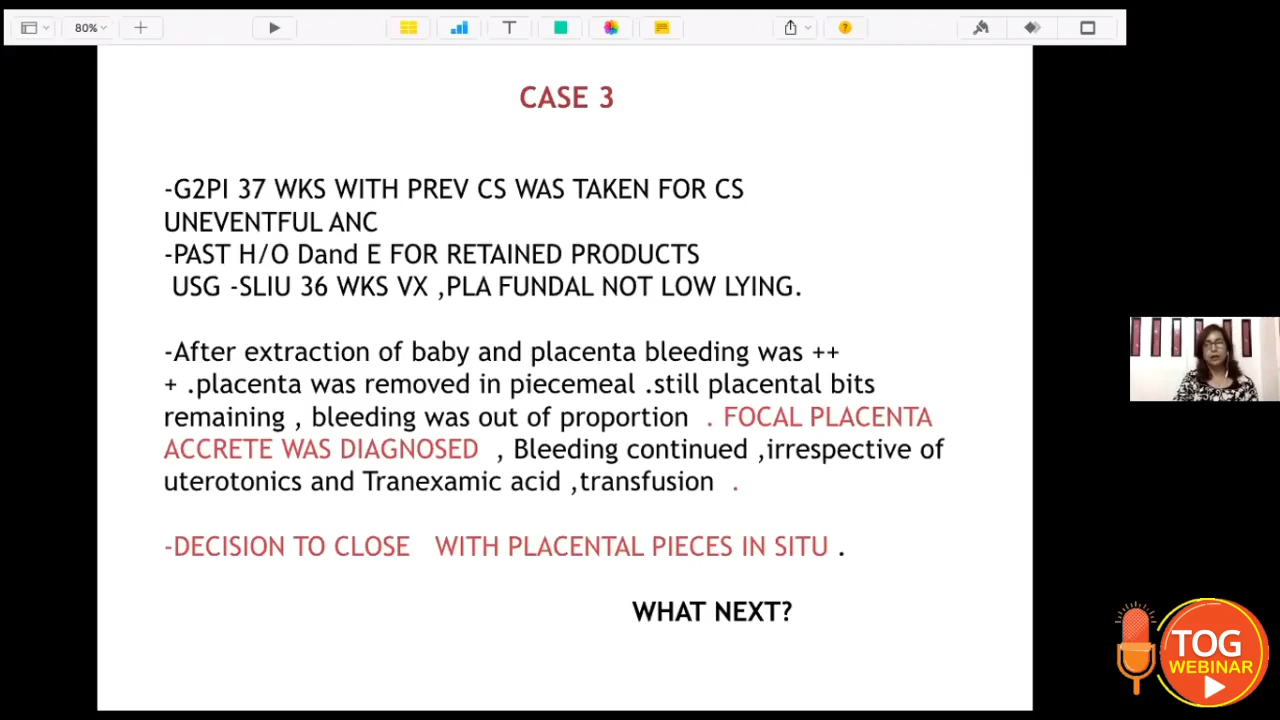 80%
CASE 3
-G2PI 37 WKS WITH PREV CS WAS TAKEN FOR CS
UNEVENTFUL ANC
-PAST H/O Dand E FOR RETAINED PRODUCTS
USG -SLIU 36 WKS VX ,PLA FUNDAL NOT LOW LYING.
-After extraction of baby and placenta bleeding was ++
+ .placenta was removed in piecemeal .still placental bits
remaining , bleeding was out of proportion . FOCAL PLACENTA
ACCRETE WAS DIAGNOSED , Bleeding continued ,irrespective of
uterotonics and Tranexamic acid ,transfusion .
-DECISION TO CLOSE WITH PLACENTAL PIECES IN SITU .
WHAT NEXT?
TOG
WEBINAR